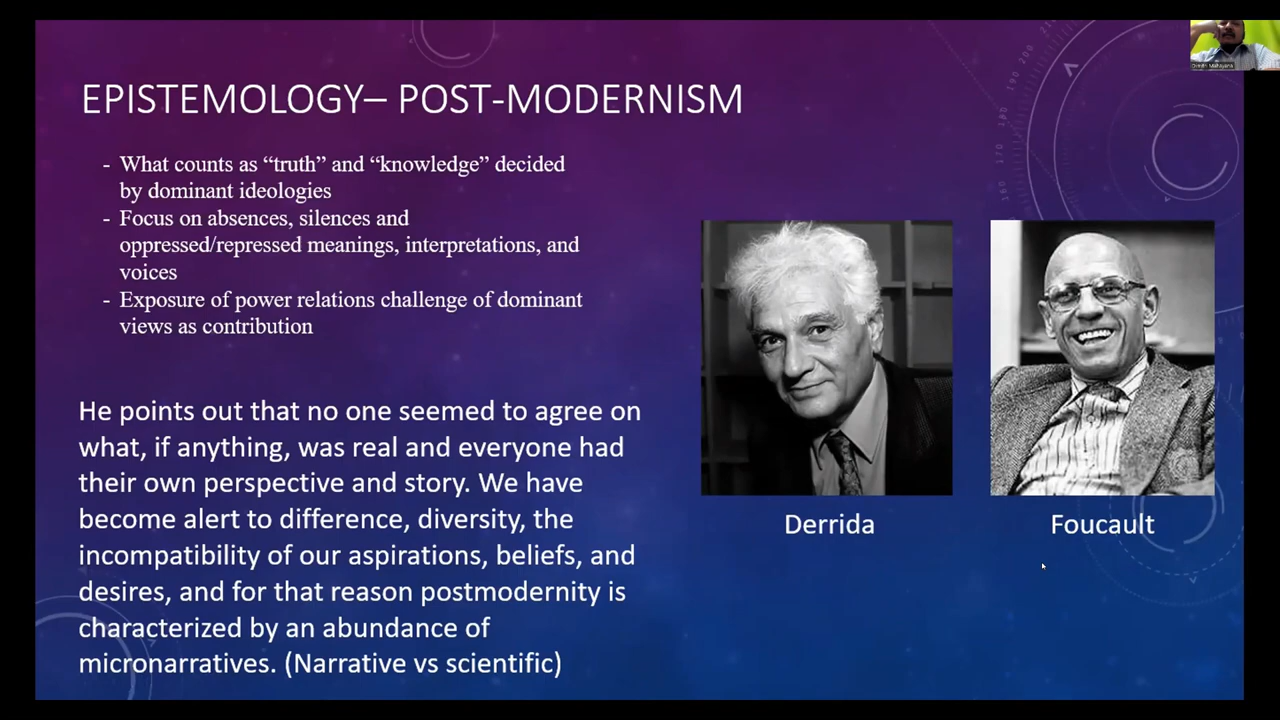 EPISTEMOLOGY– POST-MODERNISM
- What counts as “truth” and “knowledge” decided
by dominant ideologies
- Focus on absences, silences and
oppressed/repressed meanings, interpretations, and
voices
- Exposure of power relations challenge of dominant
views as contribution
He points out that no one seemed to agree on
what, if anything, was real and everyone had
their own perspective and story. We have
become alert to difference, diversity, the
incompatibility of our aspirations, beliefs, and
desires, and for that reason postmodernity is
characterized by an abundance of
micronarratives. (Narrative vs scientific)
Derrida
Foucault
160
170
190
200